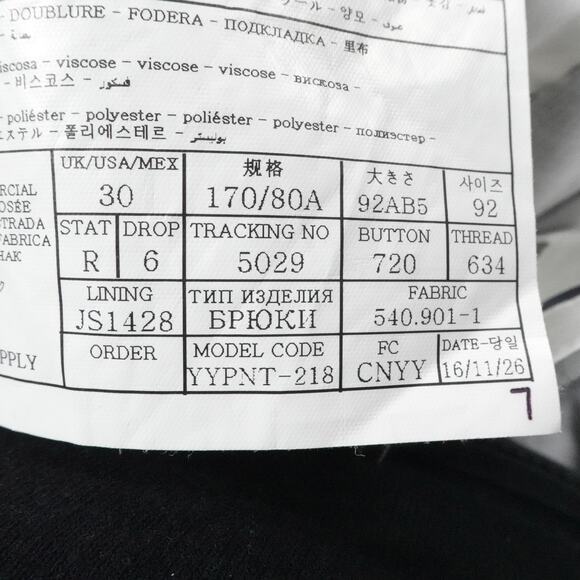 - DOUBLURE - FODERA - ПОДКЛАДКА - 里布
viscosa - viscose - viscose - viscose - вискоза -
- 비스코스 - فسكوز
- poliéster - polyester - poliéster - polyester - полиэстер -
エステル - 폴리에스테르 - بوليستر
UK/USA/MEX 规格 大きさ 사이즈
30 170/80A 92AB5 92
STAT DROP TRACKING NO BUTTON THREAD
R 6 5029 720 634
LINING ТИП ИЗДЕЛИЯ FABRIC
JS1428 БРЮКИ 540.901-1
ORDER MODEL CODE FC DATE-당일
YYPNT-218 CNYY 16/11/26
7